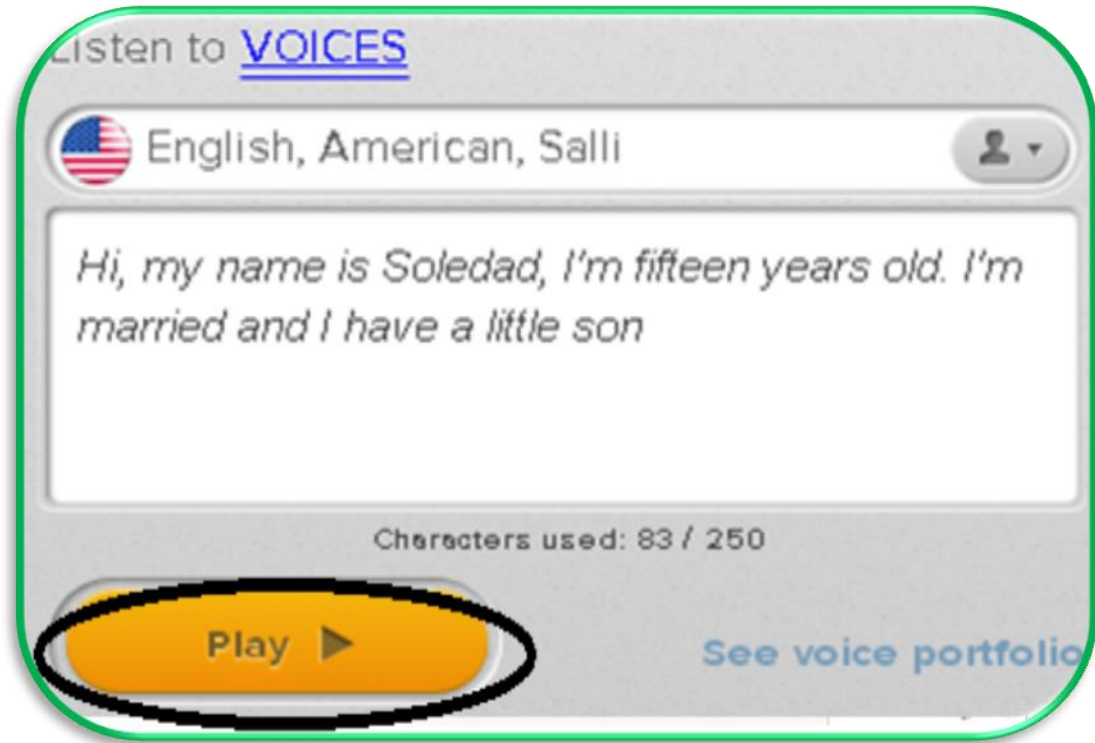 Listen to VOICES
English, American, Salli
Hi, my name is Soledad, I'm fifteen years old. I'm
married and I have a little son
Characters used: 83 / 250
Play
See voice portfolio